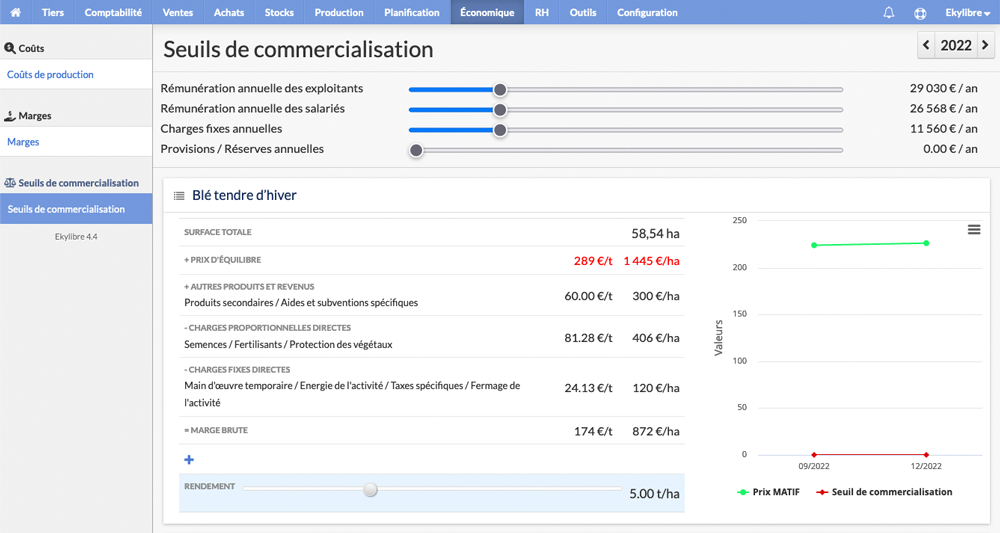 Tiers Comptabilité Ventes Achats Stocks Production Planification Économique RH Outils Configuration Ekylibre
Coûts
Coûts de production
Marges
Marges
Seuils de commercialisation
Seuils de commercialisation
Ekylibre 4.4
Seuils de commercialisation 2022
Rémunération annuelle des exploitants 29 030 € / an
Rémunération annuelle des salariés 26 568 € / an
Charges fixes annuelles 11 560 € / an
Provisions / Réserves annuelles 0.00 € / an
Blé tendre d'hiver
SURFACE TOTALE 58,54 ha
+ PRIX D'ÉQUILIBRE 289 €/t 1 445 €/ha
+ AUTRES PRODUITS ET REVENUS
Produits secondaires / Aides et subventions spécifiques 60.00 €/t 300 €/ha
- CHARGES PROPORTIONNELLES DIRECTES
Semences / Fertilisants / Protection des végétaux 81.28 €/t 406 €/ha
- CHARGES FIXES DIRECTES
Main d'œuvre temporaire / Energie de l'activité / Taxes spécifiques / Fermage de
l'activité 24.13 €/t 120 €/ha
= MARGE BRUTE 174 €/t 872 €/ha
+
RENDEMENT 5.00 t/ha
Valeurs
250
200
150
100
50
0
09/2022 12/2022
Prix MATIF Seuil de commercialisation